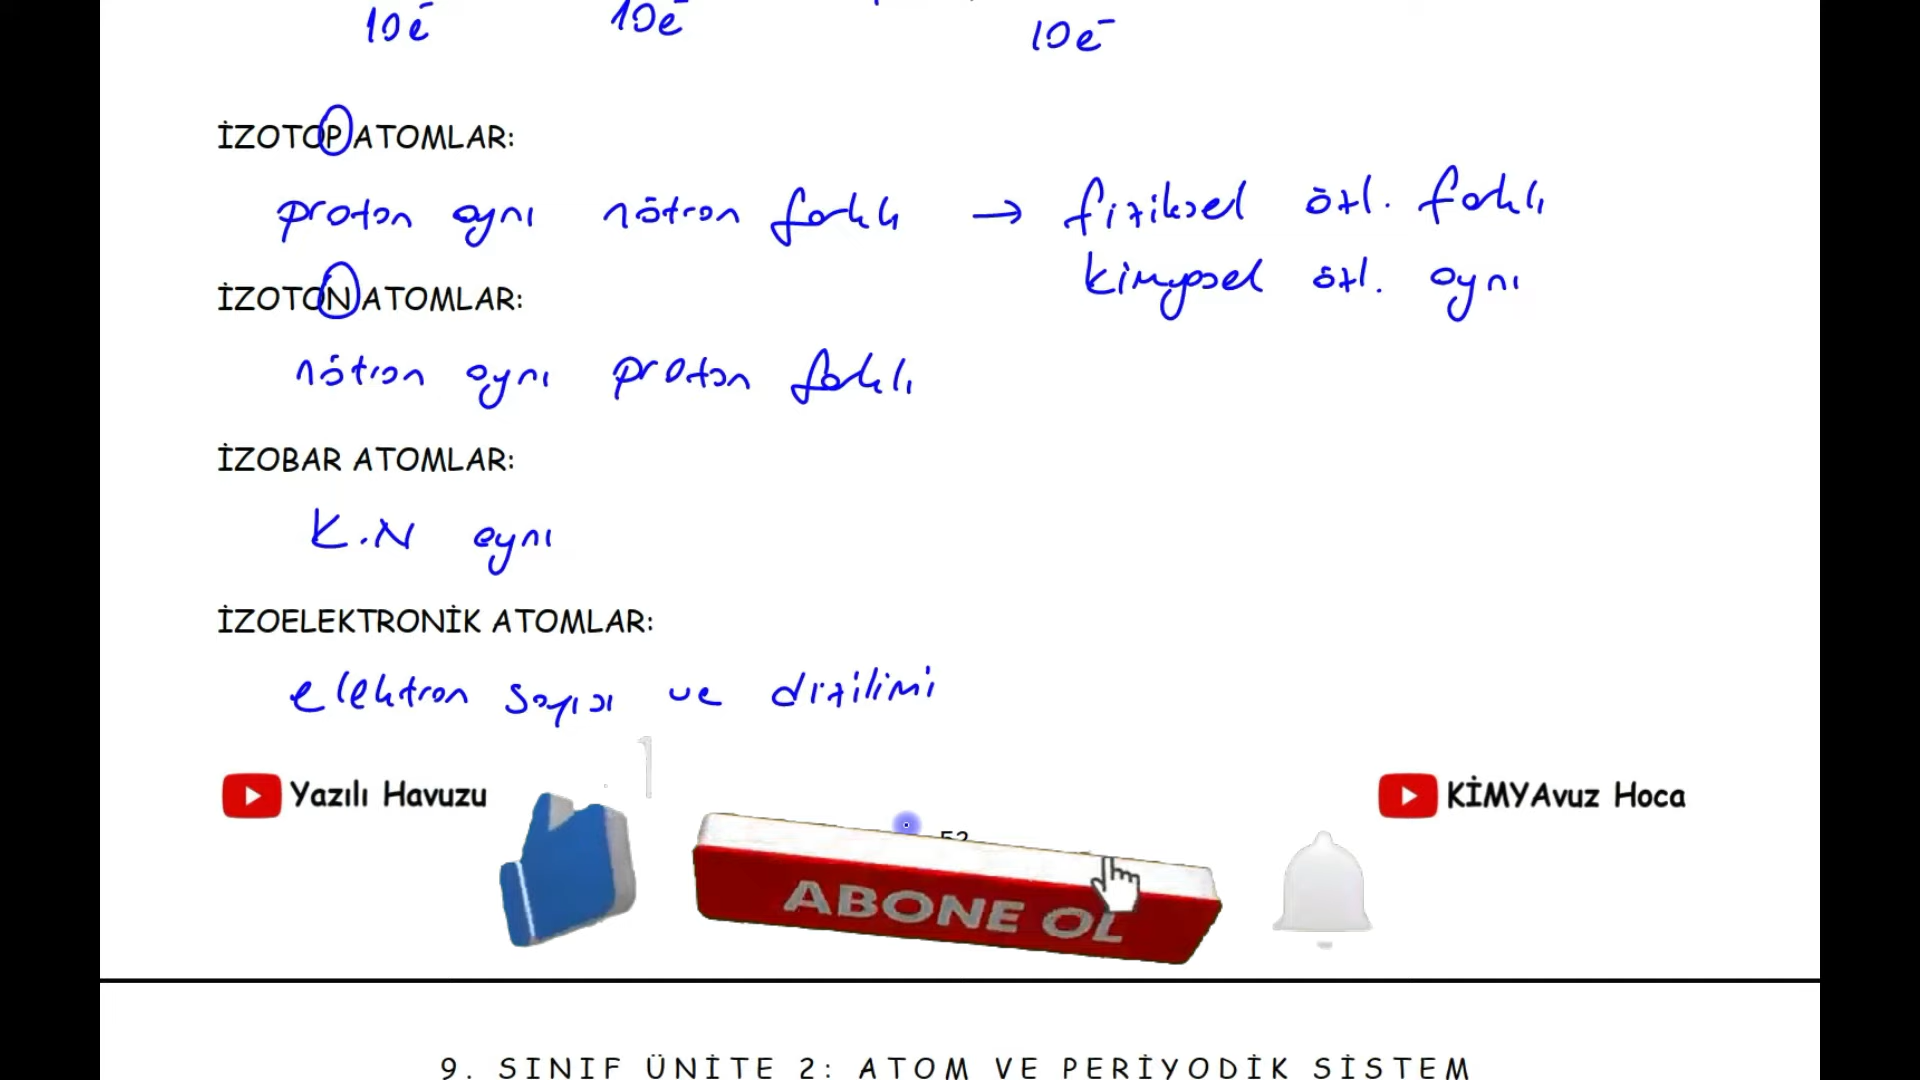 10e⁻ 10e⁻ 10e⁻
İZOTOP ATOMLAR:
proton aynı nötron farklı → fiziksel özl. farklı
kimyasal özl. aynı
İZOTON ATOMLAR:
nötron aynı proton farklı
İZOBAR ATOMLAR:
K.N aynı
İZOELEKTRONİK ATOMLAR:
elektron sayısı ve dizilimi
Yazılı Havuzu
KİMYAvuz Hoca
ABONE OL
9. SINIF ÜNİTE 2: ATOM VE PERİYODİK SİSTEM